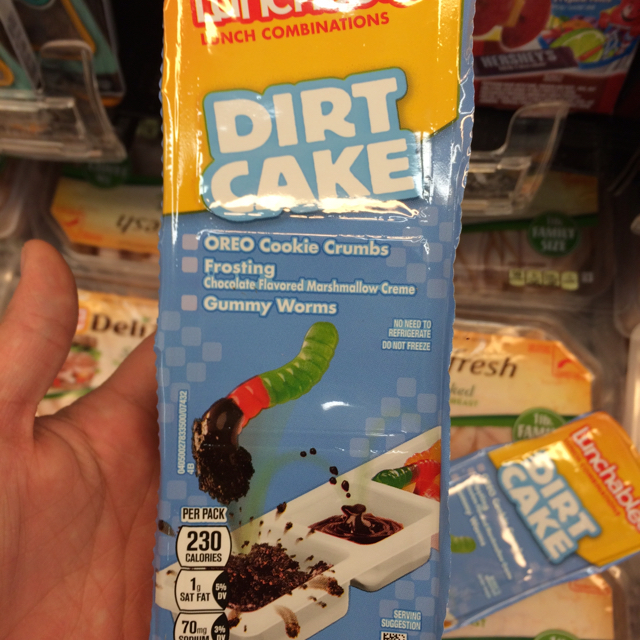 LUNCH COMBINATIONS
DIRT
CAKE
OREO Cookie Crumbs
Frosting
Chocolate Flavored Marshmallow Creme
Gummy Worms
NO NEED TO
REFRIGERATE
DO NOT FREEZE
PER PACK
230
CALORIES
1g
SAT FAT
5%
DV
70mg
SODIUM
3%
SERVING
SUGGESTION
HERSHEY'S
FAMILY
SIZE
Deli
fresh
Lunchables
DIRT
CAKE